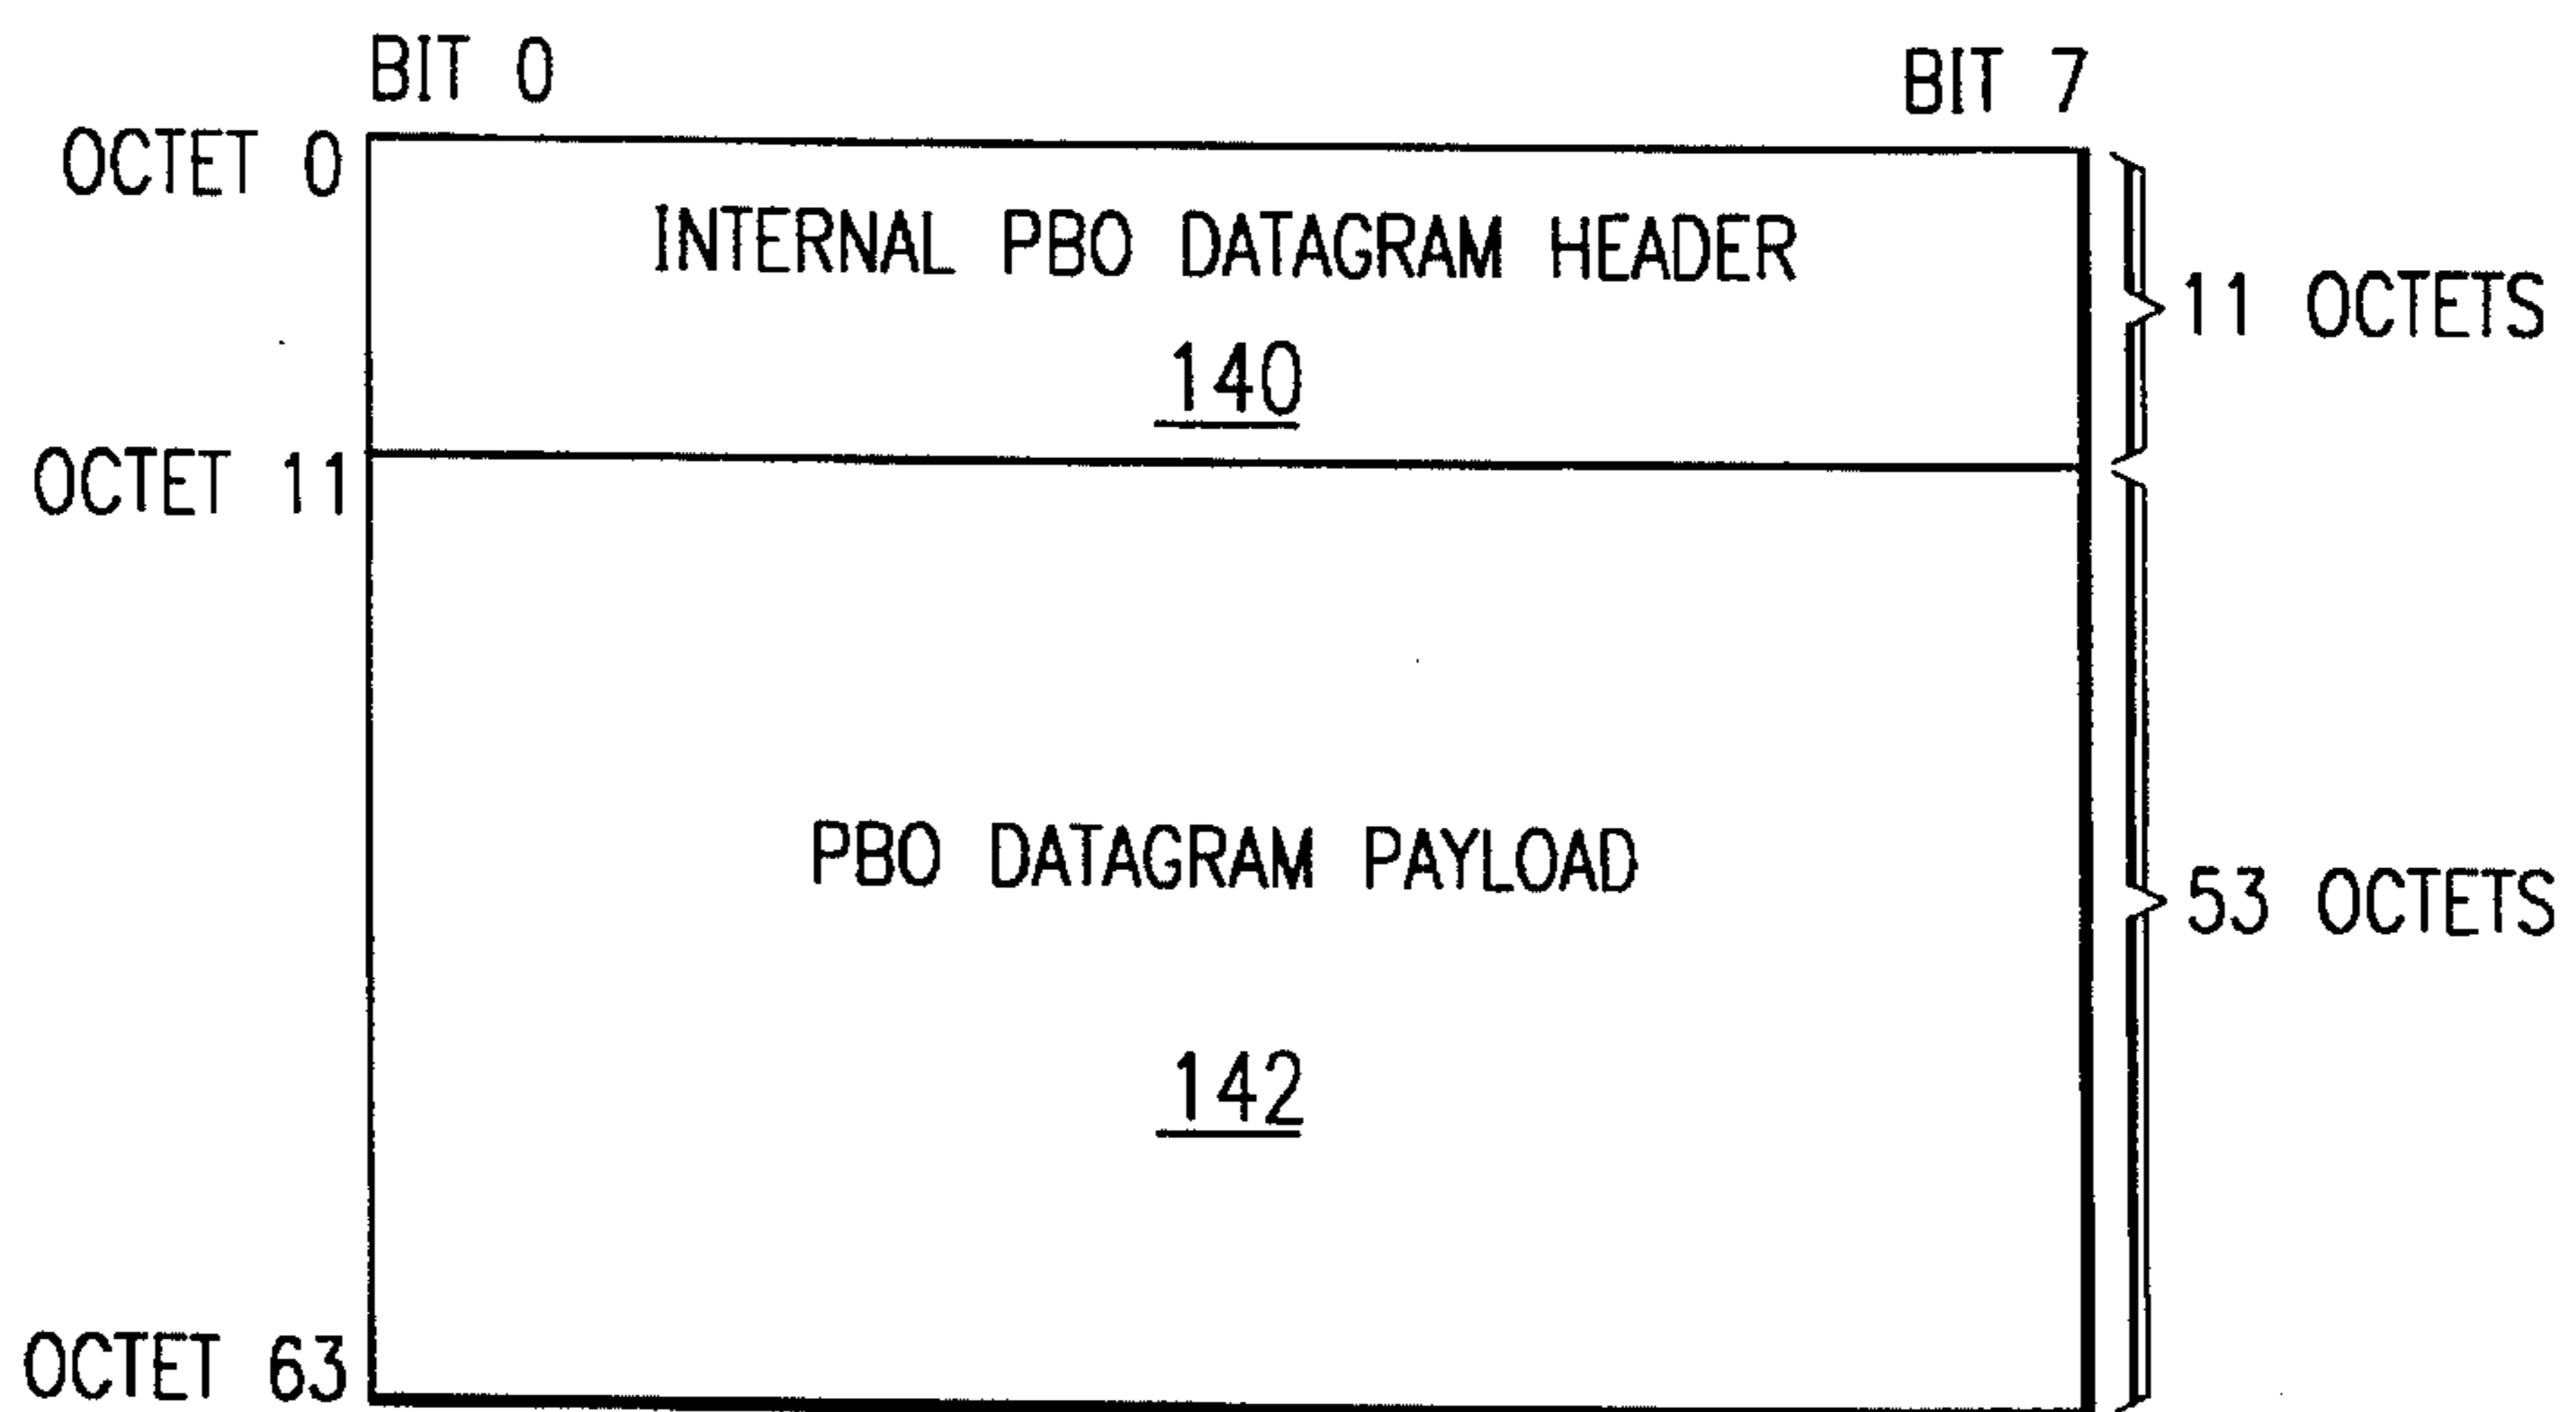 BIT 0
BIT 7
OCTET 0
INTERNAL PBO DATAGRAM HEADER
11 OCTETS
140
OCTET 11
PBO DATAGRAM PAYLOAD
53 OCTETS
142
OCTET 63